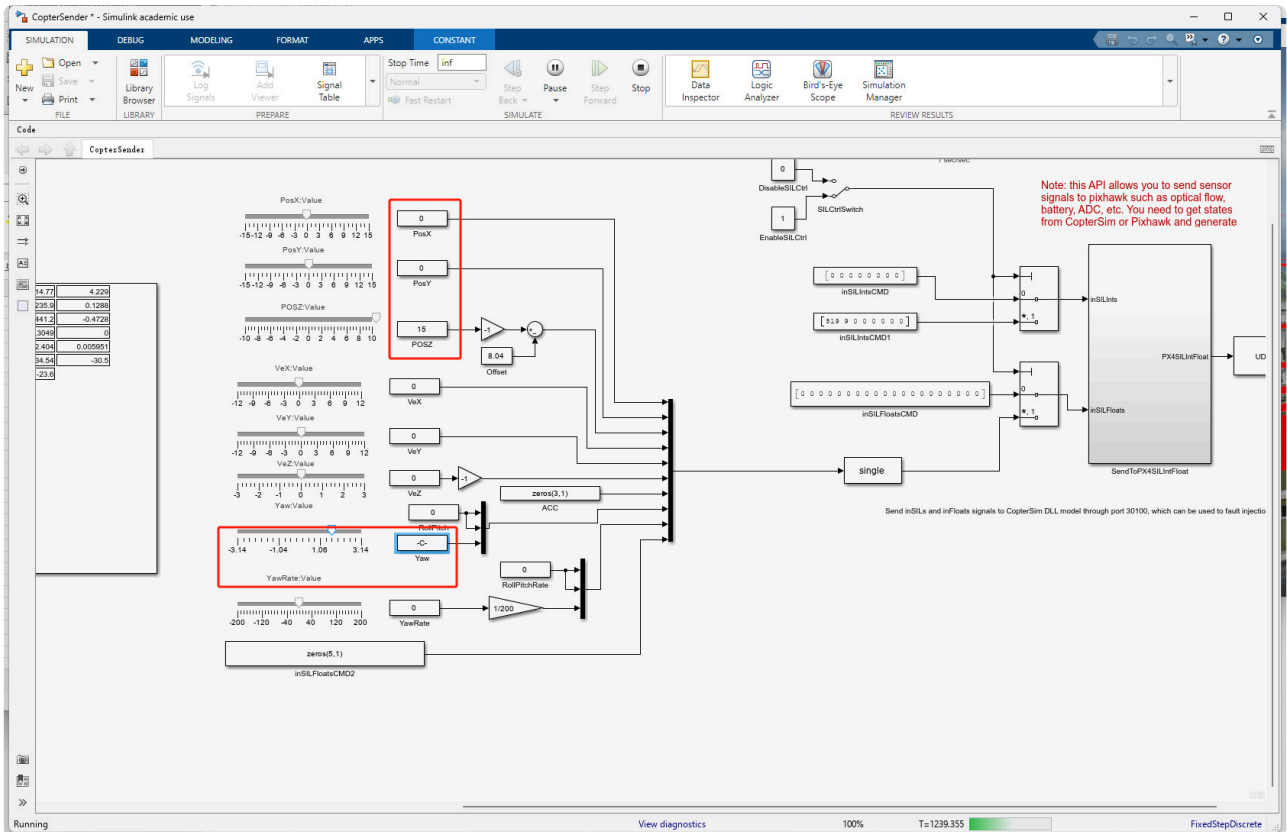 CopterSender * - Simulink academic use
SIMULATION DEBUG MODELING FORMAT APPS CONSTANT
New
Open
Save
Print
FILE
Library Browser
LIBRARY
Log Signals
Add Viewer
Signal Table
PREPARE
Stop Time inf
Normal
Fast Restart
Step Back
Pause
Step Forward
Stop
SIMULATE
Data Inspector
Logic Analyzer
Bird's-Eye Scope
Simulation Manager
REVIEW RESULTS
Code
CopterSender
14.77 4.229
235.9 0.1288
441.2 -0.4728
.3049 0
2.404 0.005951
34.54 -30.5
-23.6
PosX:Value
-15 -12 -9 -6 -3 0 3 6 9 12 15
0
PosX
PosY:Value
-15 -12 -9 -6 -3 0 3 6 9 12 15
0
PosY
POSZ:Value
-10 -8 -6 -4 -2 0 2 4 6 8 10
15
POSZ
-1
8.04
Offset
VeX:Value
-12 -9 -6 -3 0 3 6 9 12
0
VeX
VeY:Value
-12 -9 -6 -3 0 3 6 9 12
0
VeY
VeZ:Value
-3 -2 -1 0 1 2 3
0
VeZ
-1
zeros(3,1)
ACC
Yaw:Value
-3.14 -1.04 1.06 3.14
0
RollPitch
-C-
Yaw
YawRate:Value
-200 -120 -40 40 120 200
0
YawRate
1/200
0
RollPitchRate
zeros(5,1)
inSILFloatsCMD2
0
DisableSILCtrl
1
EnableSILCtrl
SILCtrlSwitch
Note: this API allows you to send sensor
signals to pixhawk such as optical flow,
battery, ADC, etc. You need to get states
from CopterSim or Pixhawk and generate
[0 0 0 0 0 0 0 0]
inSILIntsCMD
[519 9 0 0 0 0 0 0]
inSILIntsCMD1
0
*, 1
[0 0 0 0 0 0 0 0 0 0 0 0 0 0 0 0 0 0 0 0]
inSILFloatsCMD
0
*, 1
single
inSILInts
inSILFloats
PX4SILIntFloat
SendToPX4SILIntFloat
UD
Send inSILs and inFloats signals to CopterSim DLL model through port 30100, which can be used to fault injectio
Running View diagnostics 100% T=1239.355 FixedStepDiscrete